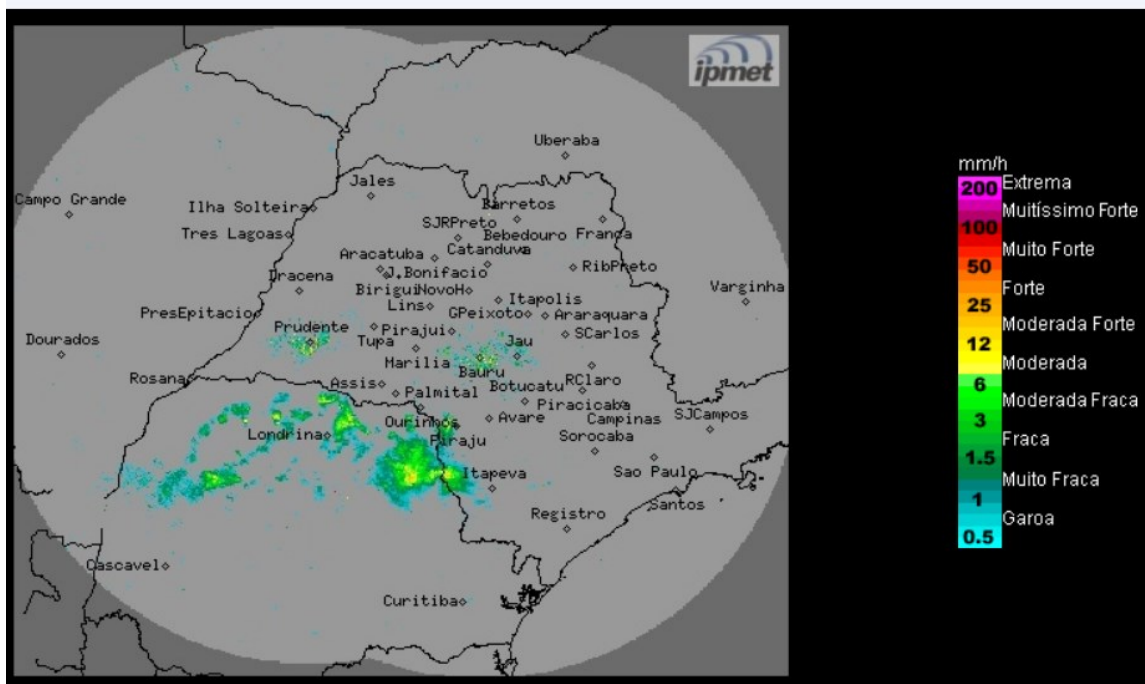 ipmet
Uberaba
Jales
Campo Grande
Ilha Solteira
Barretos
SJRPreto
Tres Lagoas
Bebedouro
Franca
Catanduva
Aracatuba
RibPreto
J.Bonifacio
Dracena
Birigui
NovoH
Varginha
Itapolis
Lins
PresEpitacio
GPeixoto
Araraquara
Prudente
Pirajui
SCarlos
Dourados
Tupa
Jau
Marilia
Bauru
Rosana
Assis
Botucatu
RClaro
Palmital
Piracicaba
Ourinhos
Avare
Campinas
SJCampos
Londrina
Piraju
Sorocaba
Itapeva
Sao Paulo
Registro
Santos
Cascavel
Curitiba
mm/h
200 Extrema
Muitíssimo Forte
100
Muito Forte
50
Forte
25
Moderada Forte
12
Moderada
6
Moderada Fraca
3
Fraca
1.5
Muito Fraca
1
Garoa
0.5